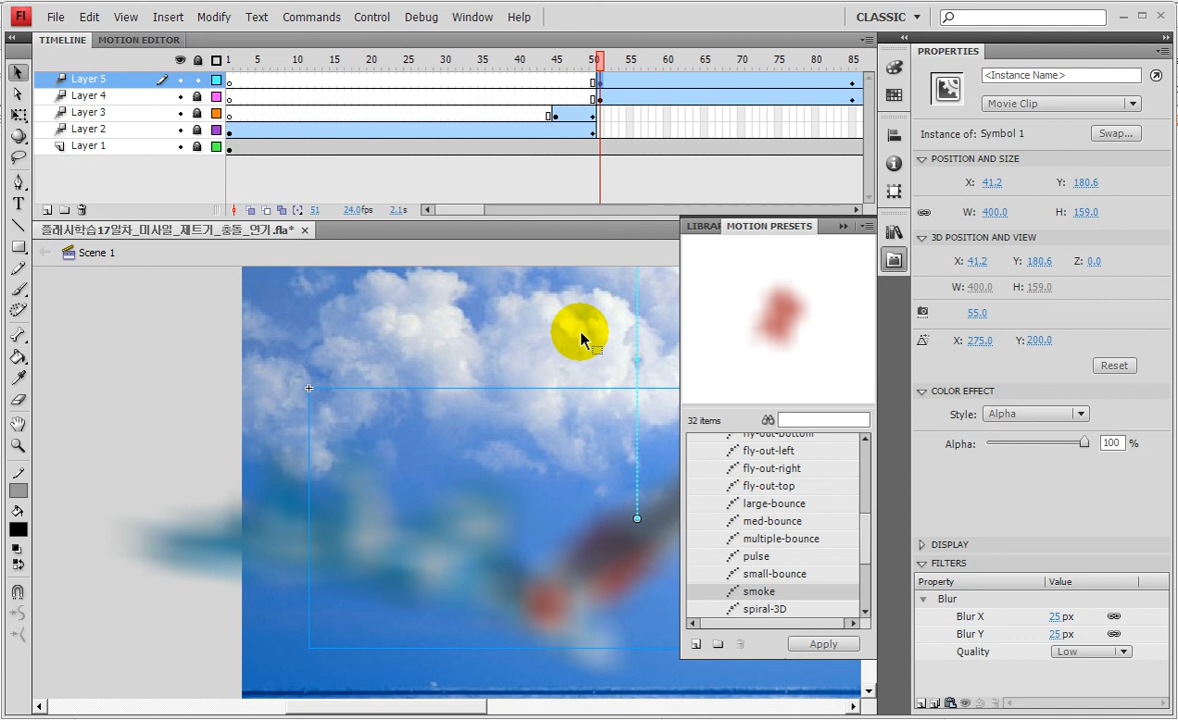 Fl File Edit View Insert Modify Text Commands Control Debug Window Help CLASSIC
TIMELINE MOTION EDITOR
1 5 10 15 20 25 30 35 40 45 50 55 60 65 70 75 80 85
Layer 5
Layer 4
Layer 3
Layer 2
Layer 1
51 24.0fps 2.1s
플래시학습17일차_미사일_제트기_충돌_연기.fla*
Scene 1
LIBRAR MOTION PRESETS
32 items
fly-out-bottom
fly-out-left
fly-out-right
fly-out-top
large-bounce
med-bounce
multiple-bounce
pulse
small-bounce
smoke
spiral-3D
Apply
PROPERTIES
<Instance Name>
Movie Clip
Instance of: Symbol 1 Swap...
POSITION AND SIZE
X: 41.2 Y: 180.6
W: 400.0 H: 159.0
3D POSITION AND VIEW
X: 41.2 Y: 180.6 Z: 0.0
W: 400.0 H: 159.0
55.0
X: 275.0 Y: 200.0
Reset
COLOR EFFECT
Style: Alpha
Alpha: 100 %
DISPLAY
FILTERS
Property Value
Blur
Blur X 25 px
Blur Y 25 px
Quality Low